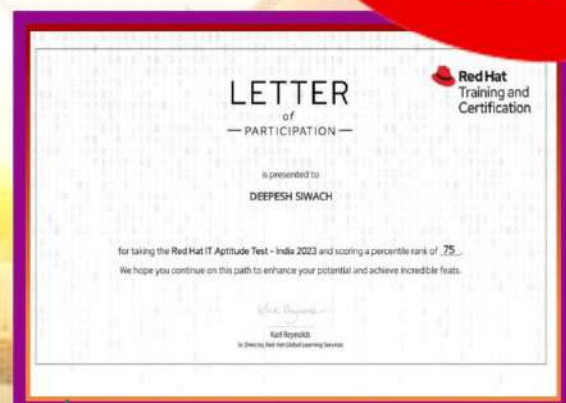 LETTER
of
— PARTICIPATION —
Red Hat
Training and
Certification
is presented to
DEEPESH SIWACH
for taking the Red Hat IT Aptitude Test - India 2023 and scoring a percentile rank of 75
We hope you continue on this path to enhance your potential and achieve incredible feats.
Reynolds
Sr. Director, Red Hat Global Learning Services